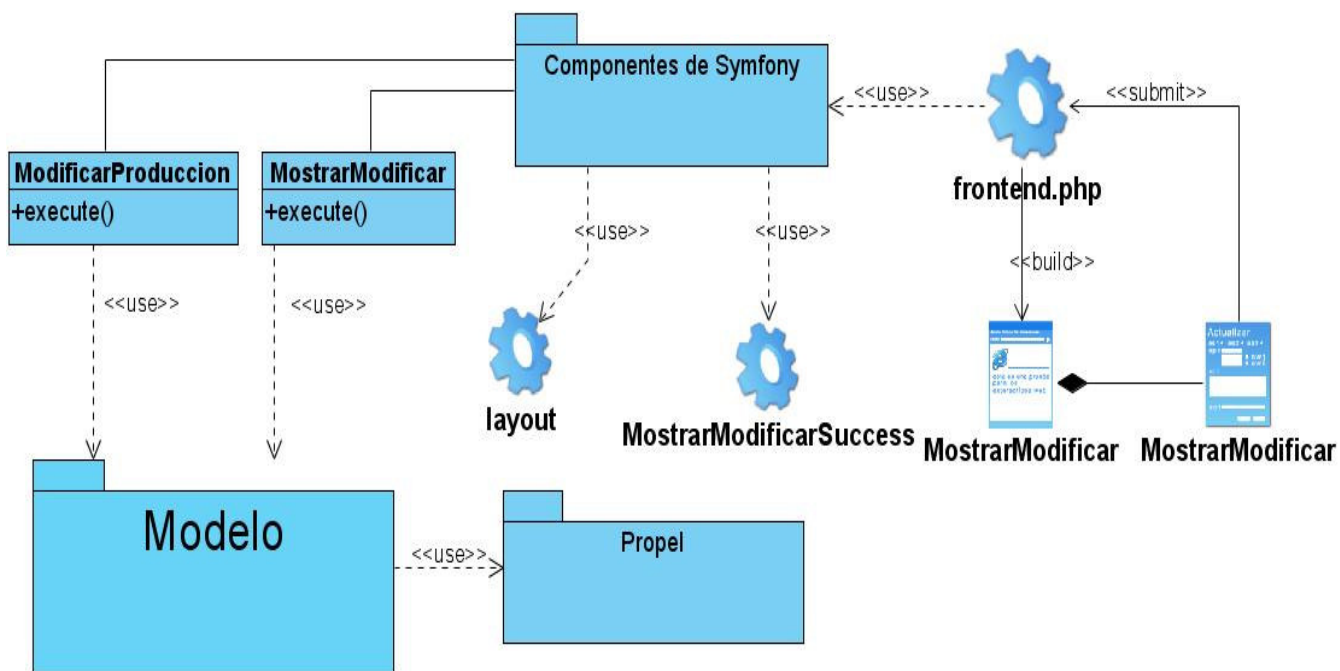 Componentes de Symfony
<<use>>
<<submit>>
ModificarProduccion
+execute()
MostrarModificar
+execute()
frontend.php
<<use>>
<<use>>
<<build>>
<<use>>
<<use>>
Actualizar
layout
MostrarModificarSuccess
MostrarModificar
MostrarModificar
Modelo
<<use>>
Propel